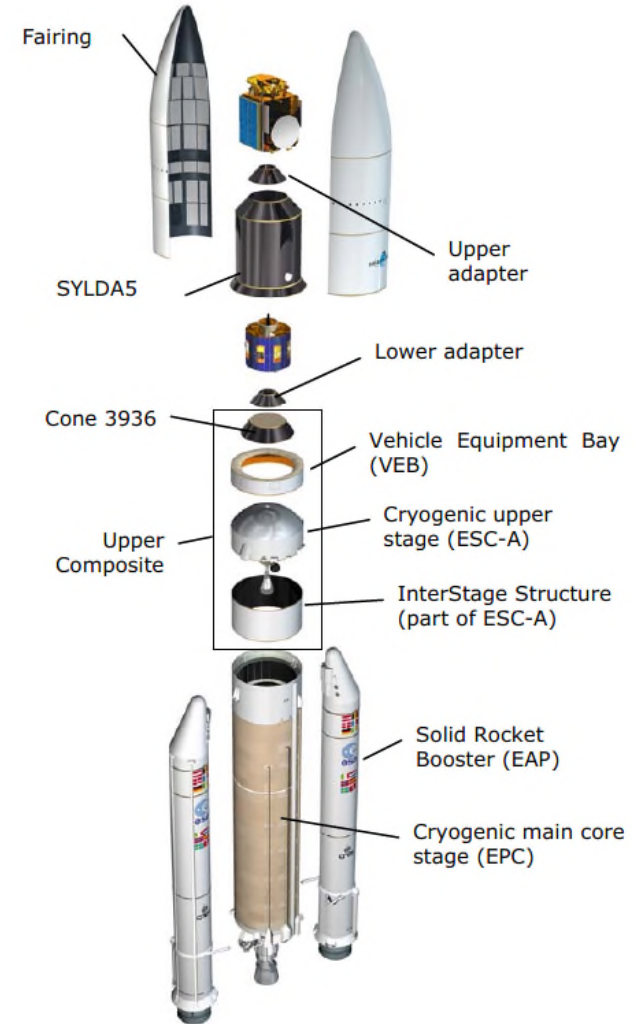 Fairing
Upper
adapter
SYLDA5
Lower adapter
Cone 3936
Vehicle Equipment Bay
(VEB)
Cryogenic upper
stage (ESC-A)
Upper
Composite
InterStage Structure
(part of ESC-A)
Solid Rocket
Booster (EAP)
Cryogenic main core
stage (EPC)